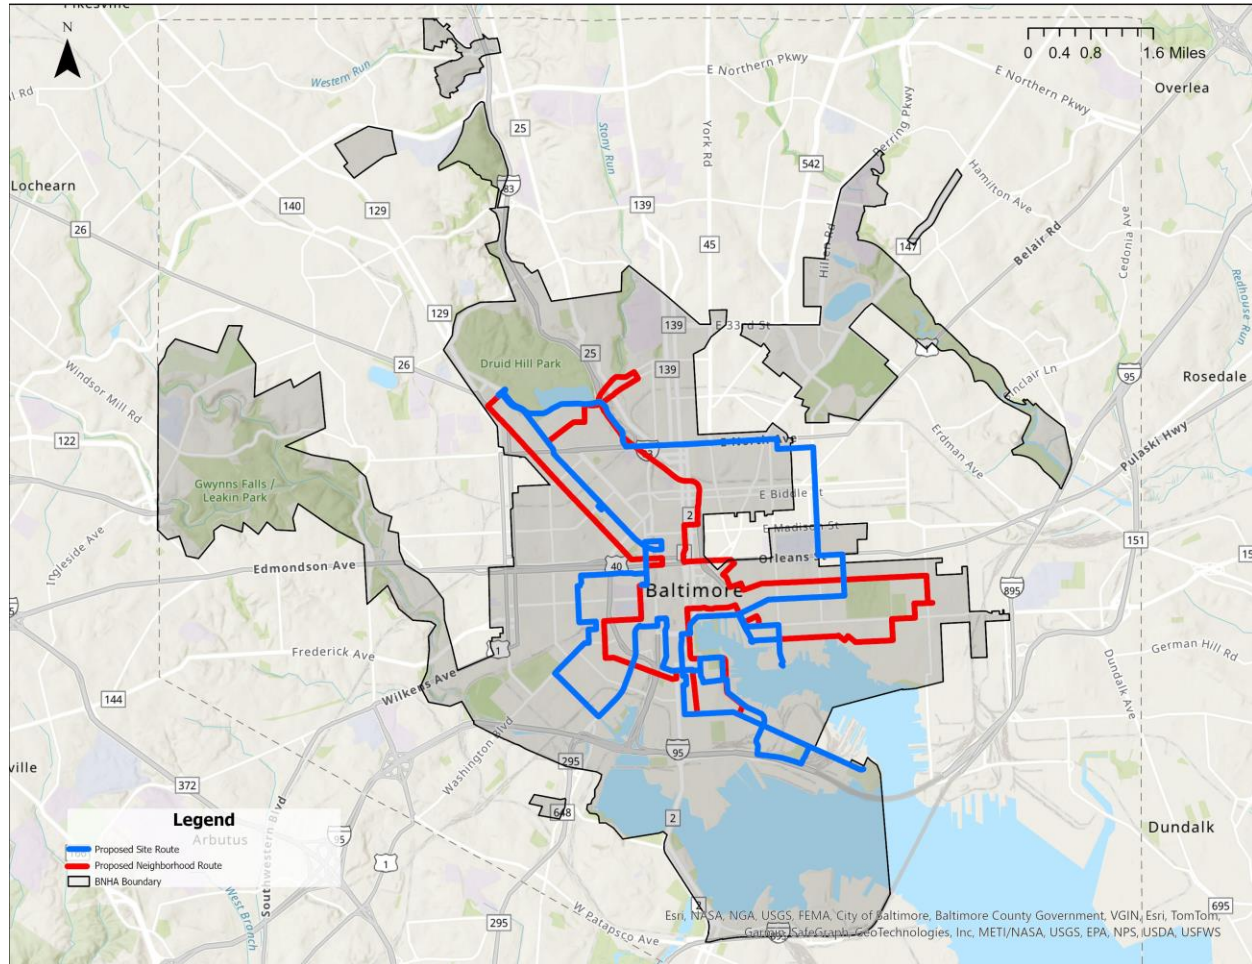 Pikesville
N
0 0.4 0.8 1.6 Miles
E Northern Pkwy
E Northern Pkwy
Overlea
Western Run
25
York Rd
Stony Run
Perring Pkwy
542
Hamilton Ave
Lochearn
83
140
129
139
26
45
Hillen Rd
147
Belair Rd
Cedonia Ave
Redhouse Run
129
139
E 33rd St
25
1
Druid Hill Park
26
139
Sinclair Ln
95
Rosedale
Windsor Mill Rd
122
E North Ave
83
Erdman Ave
Pulaski Hwy
Gwynns Falls /
Leakin Park
E Biddle St
2
E Madison St
151
Ingleside Ave
Edmondson Ave
40
Orleans St
Baltimore
895
Frederick Ave
1
German Hill Rd
Wilkens Ave
Dundalk Ave
144
Washington Blvd
95
295
372
648
2
Legend
Arbutus
Proposed Site Route
Proposed Neighborhood Route
BNHA Boundary
95
1
Dundalk
Southwestern Blvd
West Branch
295
W Patapsco Ave
2
695
895
Esri, NASA, NGA, USGS, FEMA, City of Baltimore, Baltimore County Government, VGIN, Esri, TomTom,
Garmin, SafeGraph, GeoTechnologies, Inc, METI/NASA, USGS, EPA, NPS, USDA, USFWS